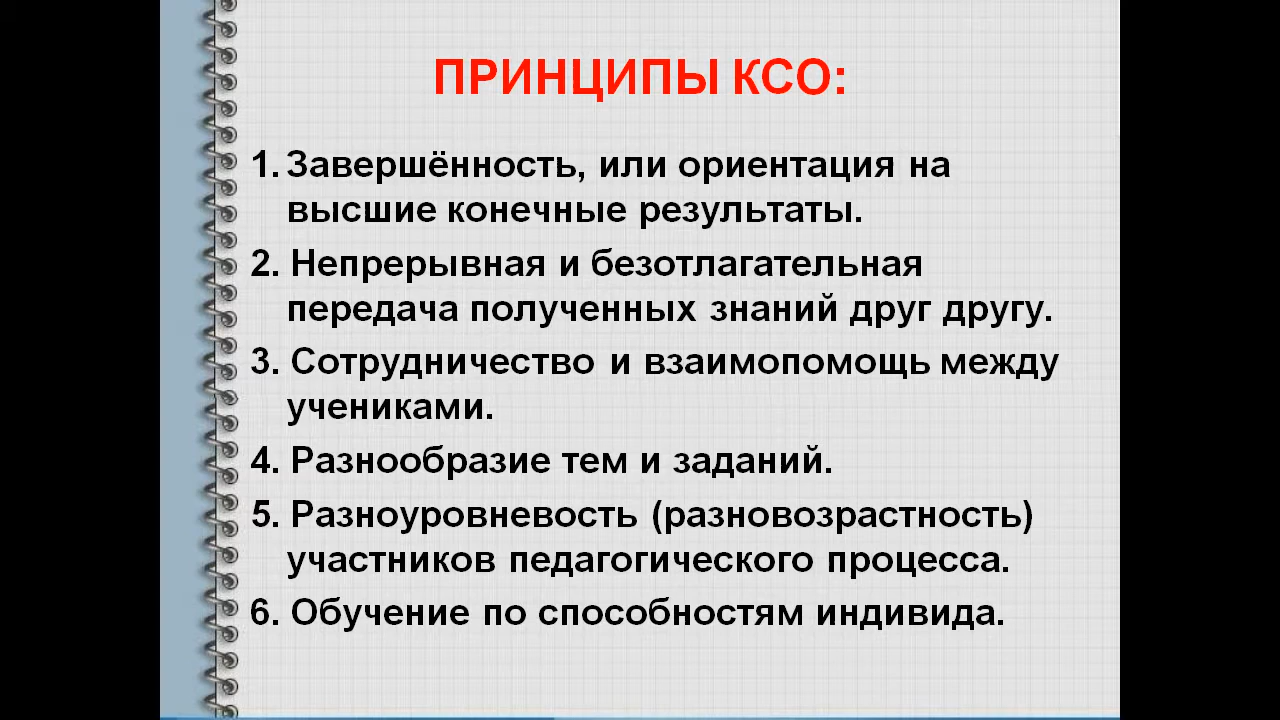 ПРИНЦИПЫ КСО:
1. Завершённость, или ориентация на
высшие конечные результаты.
2. Непрерывная и безотлагательная
передача полученных знаний друг другу.
3. Сотрудничество и взаимопомощь между
учениками.
4. Разнообразие тем и заданий.
5. Разноуровневость (разновозрастность)
участников педагогического процесса.
6. Обучение по способностям индивида.